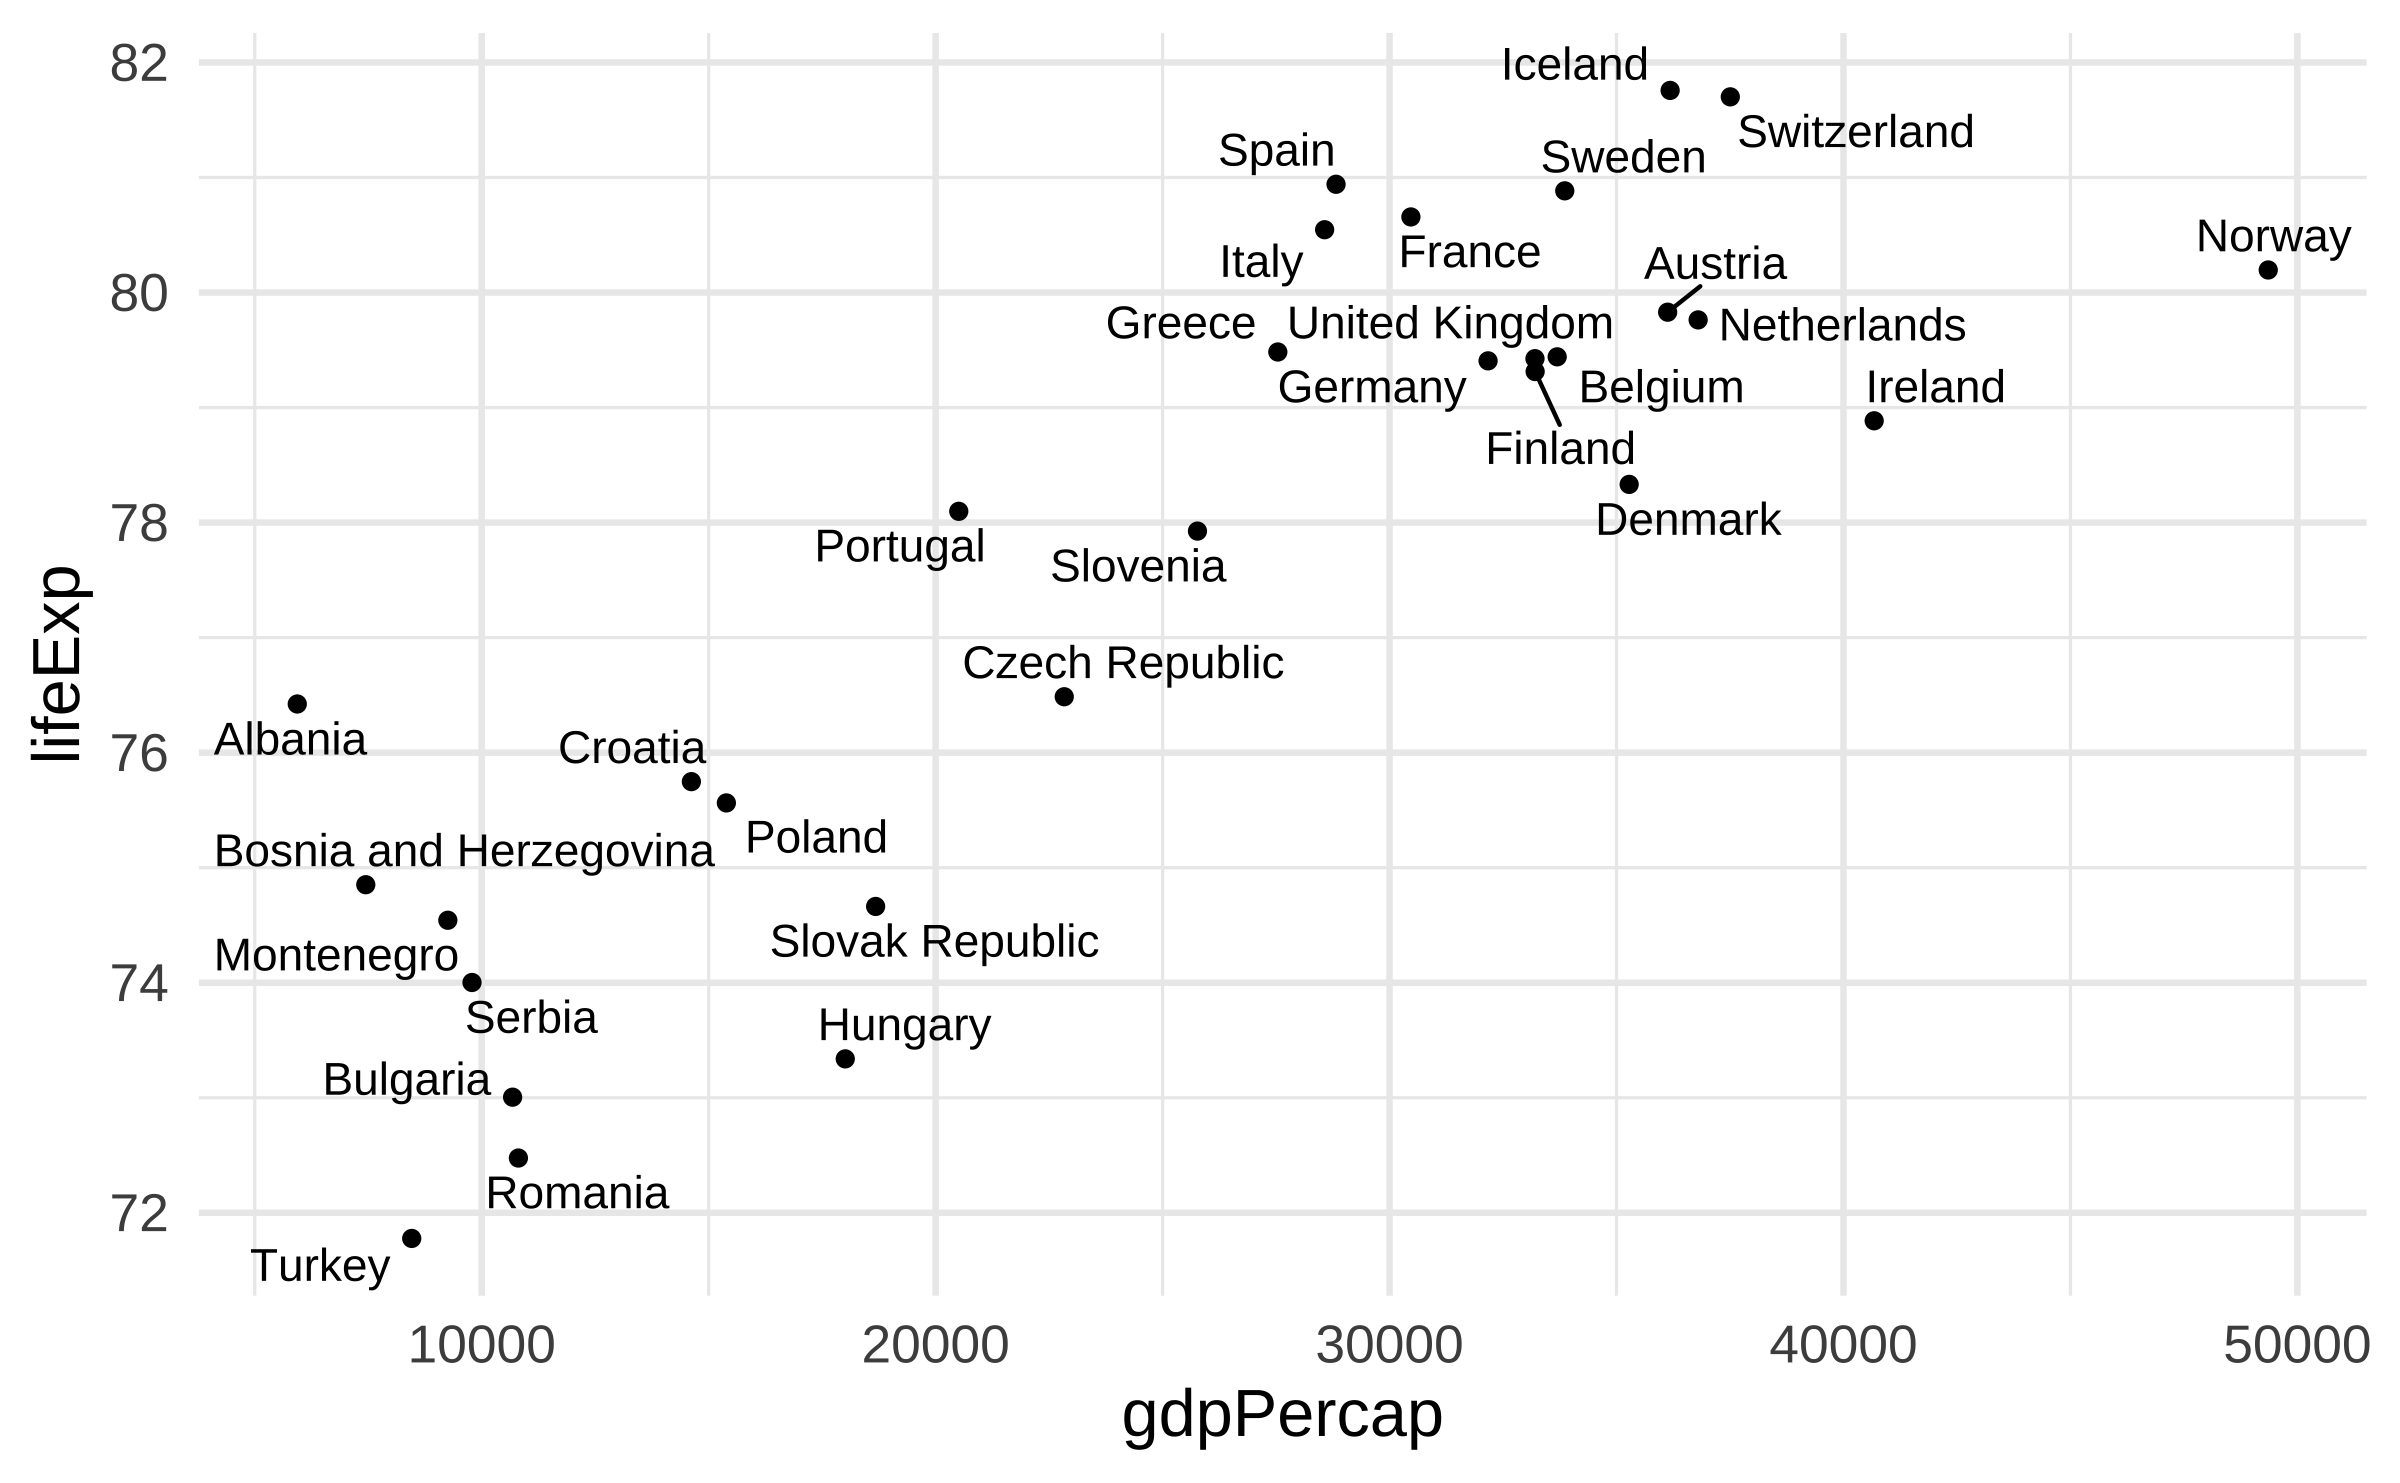 82
Iceland
Switzerland
Spain
Sweden
Norway
Italy
France
Austria
80
Greece
United Kingdom
Netherlands
Germany
Belgium
Ireland
Finland
78
Denmark
Portugal
Slovenia
lifeExp
Czech Republic
Albania
Croatia
76
Poland
Bosnia and Herzegovina
Slovak Republic
Montenegro
74
Serbia
Hungary
Bulgaria
Romania
72
Turkey
10000
20000
30000
40000
50000
gdpPercap